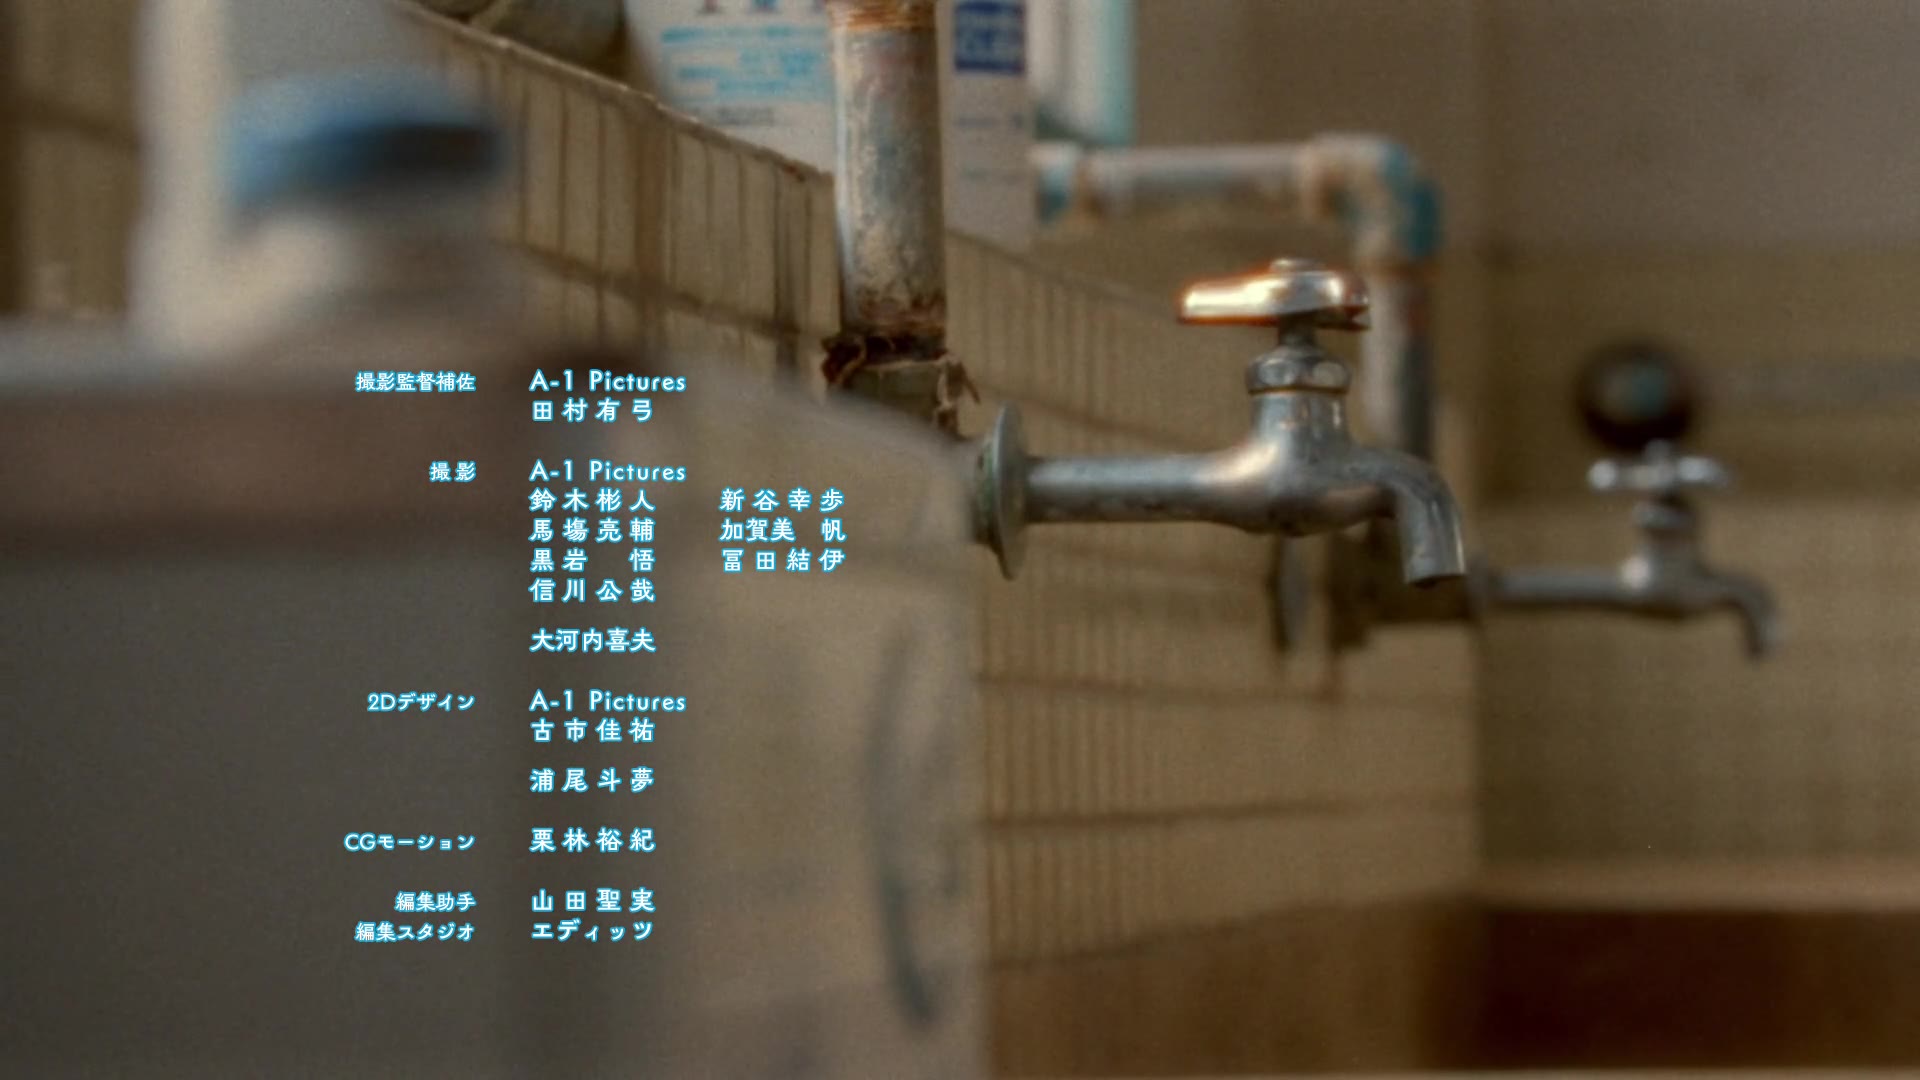 撮影監督補佐 A-1 Pictures
田村有弓
撮影 A-1 Pictures
鈴木彬人 新谷幸歩
馬塲亮輔 加賀美 帆
黒岩 悟 冨田結伊
信川公哉
大河内喜夫
2Dデザイン A-1 Pictures
古市佳祐
浦尾斗夢
CGモーション 栗林裕紀
編集助手 山田聖実
編集スタジオ エディッツ